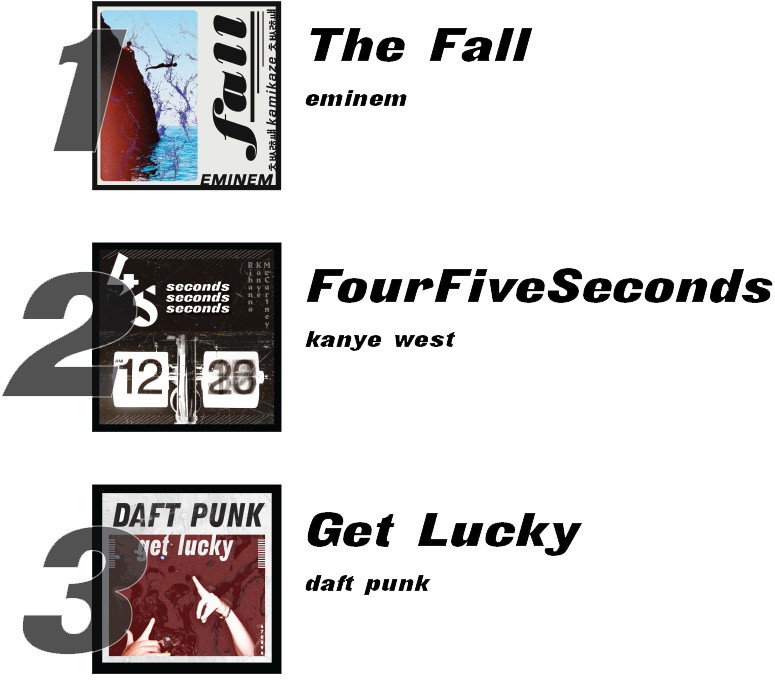 1
fall
kamikaze
EMINEM
The Fall
eminem
2
4
5
seconds
seconds
seconds
Rihanna
Kanye
McCartney
AM
12
FourFiveSeconds
kanye west
3
DAFT PUNK
get lucky
Get Lucky
daft punk